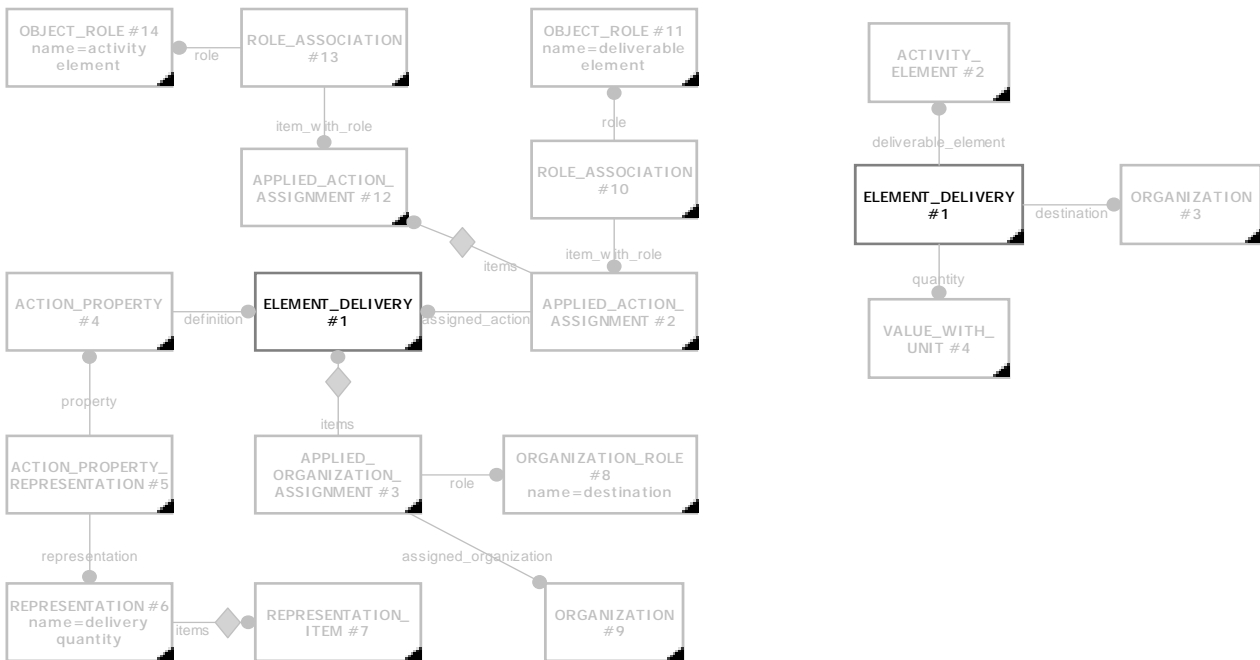 OBJECT_ROLE #14
name=activity
element
role
ROLE_ASSOCIATION
#13
OBJECT_ROLE #11
name=deliverable
element
ACTIVITY_
ELEMENT #2
item_with_role
role
deliverable_element
APPLIED_ACTION_
ASSIGNMENT #12
ROLE_ASSOCIATION
#10
ELEMENT_DELIVERY
#1
destination
ORGANIZATION
#3
items
item_with_role
quantity
ACTION_PROPERTY
#4
definition
ELEMENT_DELIVERY
#1
assigned_action
APPLIED_ACTION_
ASSIGNMENT #2
VALUE_WITH_
UNIT #4
property
items
ACTION_PROPERTY_
REPRESENTATION #5
APPLIED_
ORGANIZATION_
ASSIGNMENT #3
role
ORGANIZATION_ROLE
#8
name=destination
representation
assigned_organization
REPRESENTATION #6
name=delivery
quantity
items
REPRESENTATION_
ITEM #7
ORGANIZATION
#9